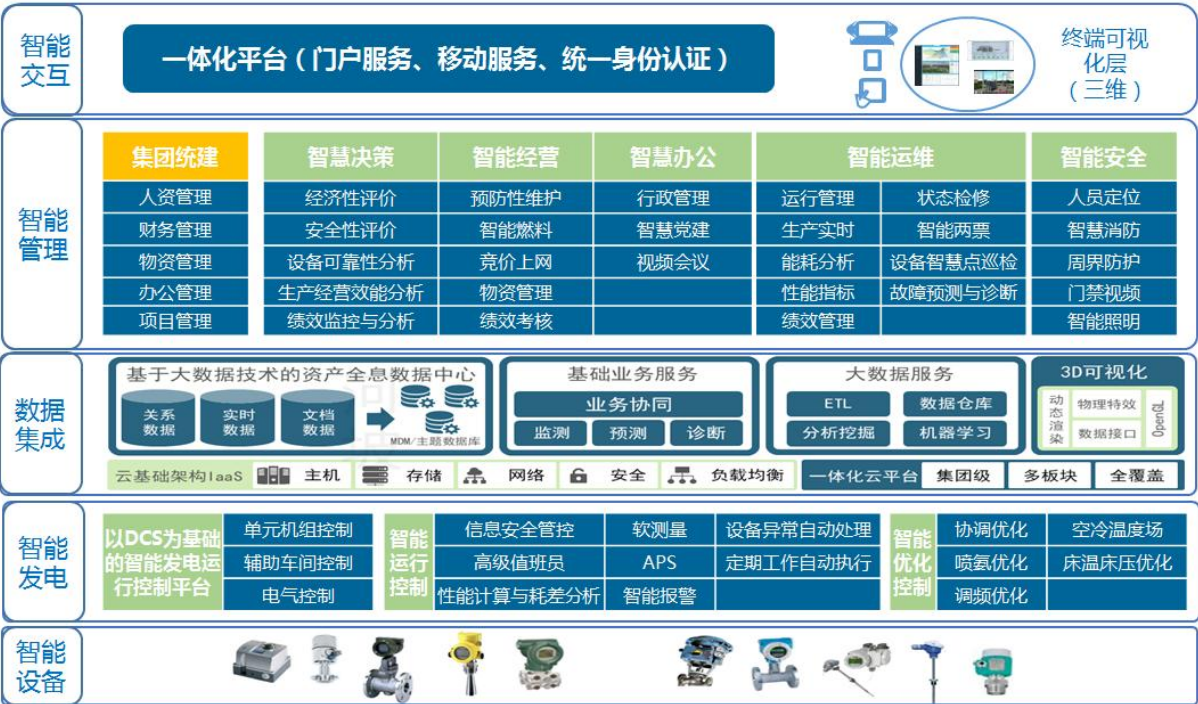 智能
交互
一体化平台（门户服务、移动服务、统一身份认证）
终端可视
化层
（三维）
智能
管理
集团统建
人资管理
财务管理
物资管理
办公管理
项目管理
智慧决策
经济性评价
安全性评价
设备可靠性分析
生产经营效能分析
绩效监控与分析
智能经营
预防性维护
智能燃料
竞价上网
物资管理
绩效考核
智慧办公
行政管理
智慧党建
视频会议
智能运维
运行管理
状态检修
生产实时
智能两票
能耗分析
设备智慧点巡检
性能指标
故障预测与诊断
绩效管理
智能安全
人员定位
智慧消防
周界防护
门禁视频
智能照明
数据
集成
基于大数据技术的资产全息数据中心
关系
数据
实时
数据
文档
数据
MDM/主题数据库
基础业务服务
业务协同
监测
预测
诊断
大数据服务
ETL
数据仓库
分析挖掘
机器学习
3D可视化
动态渲染
物理特效
数据接口
OpenGL
云基础架构IaaS
主机
存储
网络
安全
负载均衡
一体化云平台
集团级
多板块
全覆盖
智能
发电
以DCS为基础
的智能发电运
行控制平台
单元机组控制
辅助车间控制
电气控制
智能
运行
控制
信息安全管控
软测量
设备异常自动处理
高级值班员
APS
定期工作自动执行
性能计算与耗差分析
智能报警
智能
优化
控制
协调优化
空冷温度场
喷氨优化
床温床压优化
调频优化
智能
设备